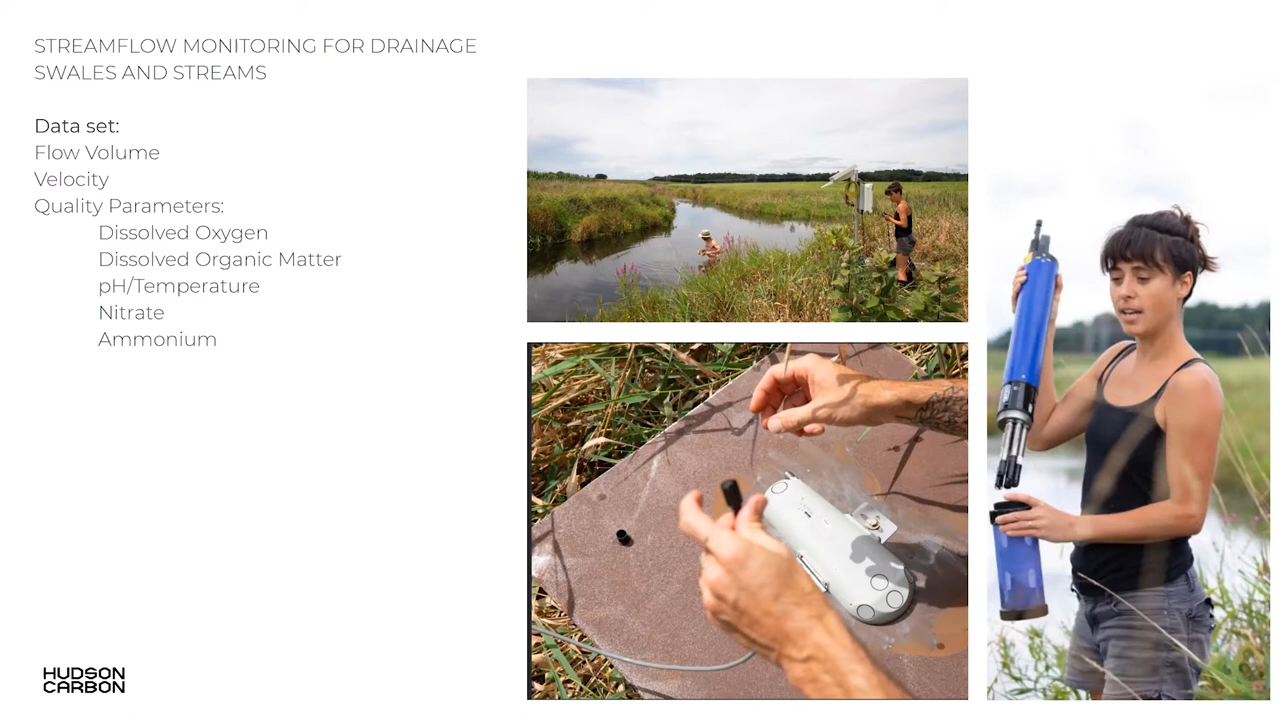 STREAMFLOW MONITORING FOR DRAINAGE
SWALES AND STREAMS
Data set:
Flow Volume
Velocity
Quality Parameters:
Dissolved Oxygen
Dissolved Organic Matter
pH/Temperature
Nitrate
Ammonium
HUDSON
CARBON